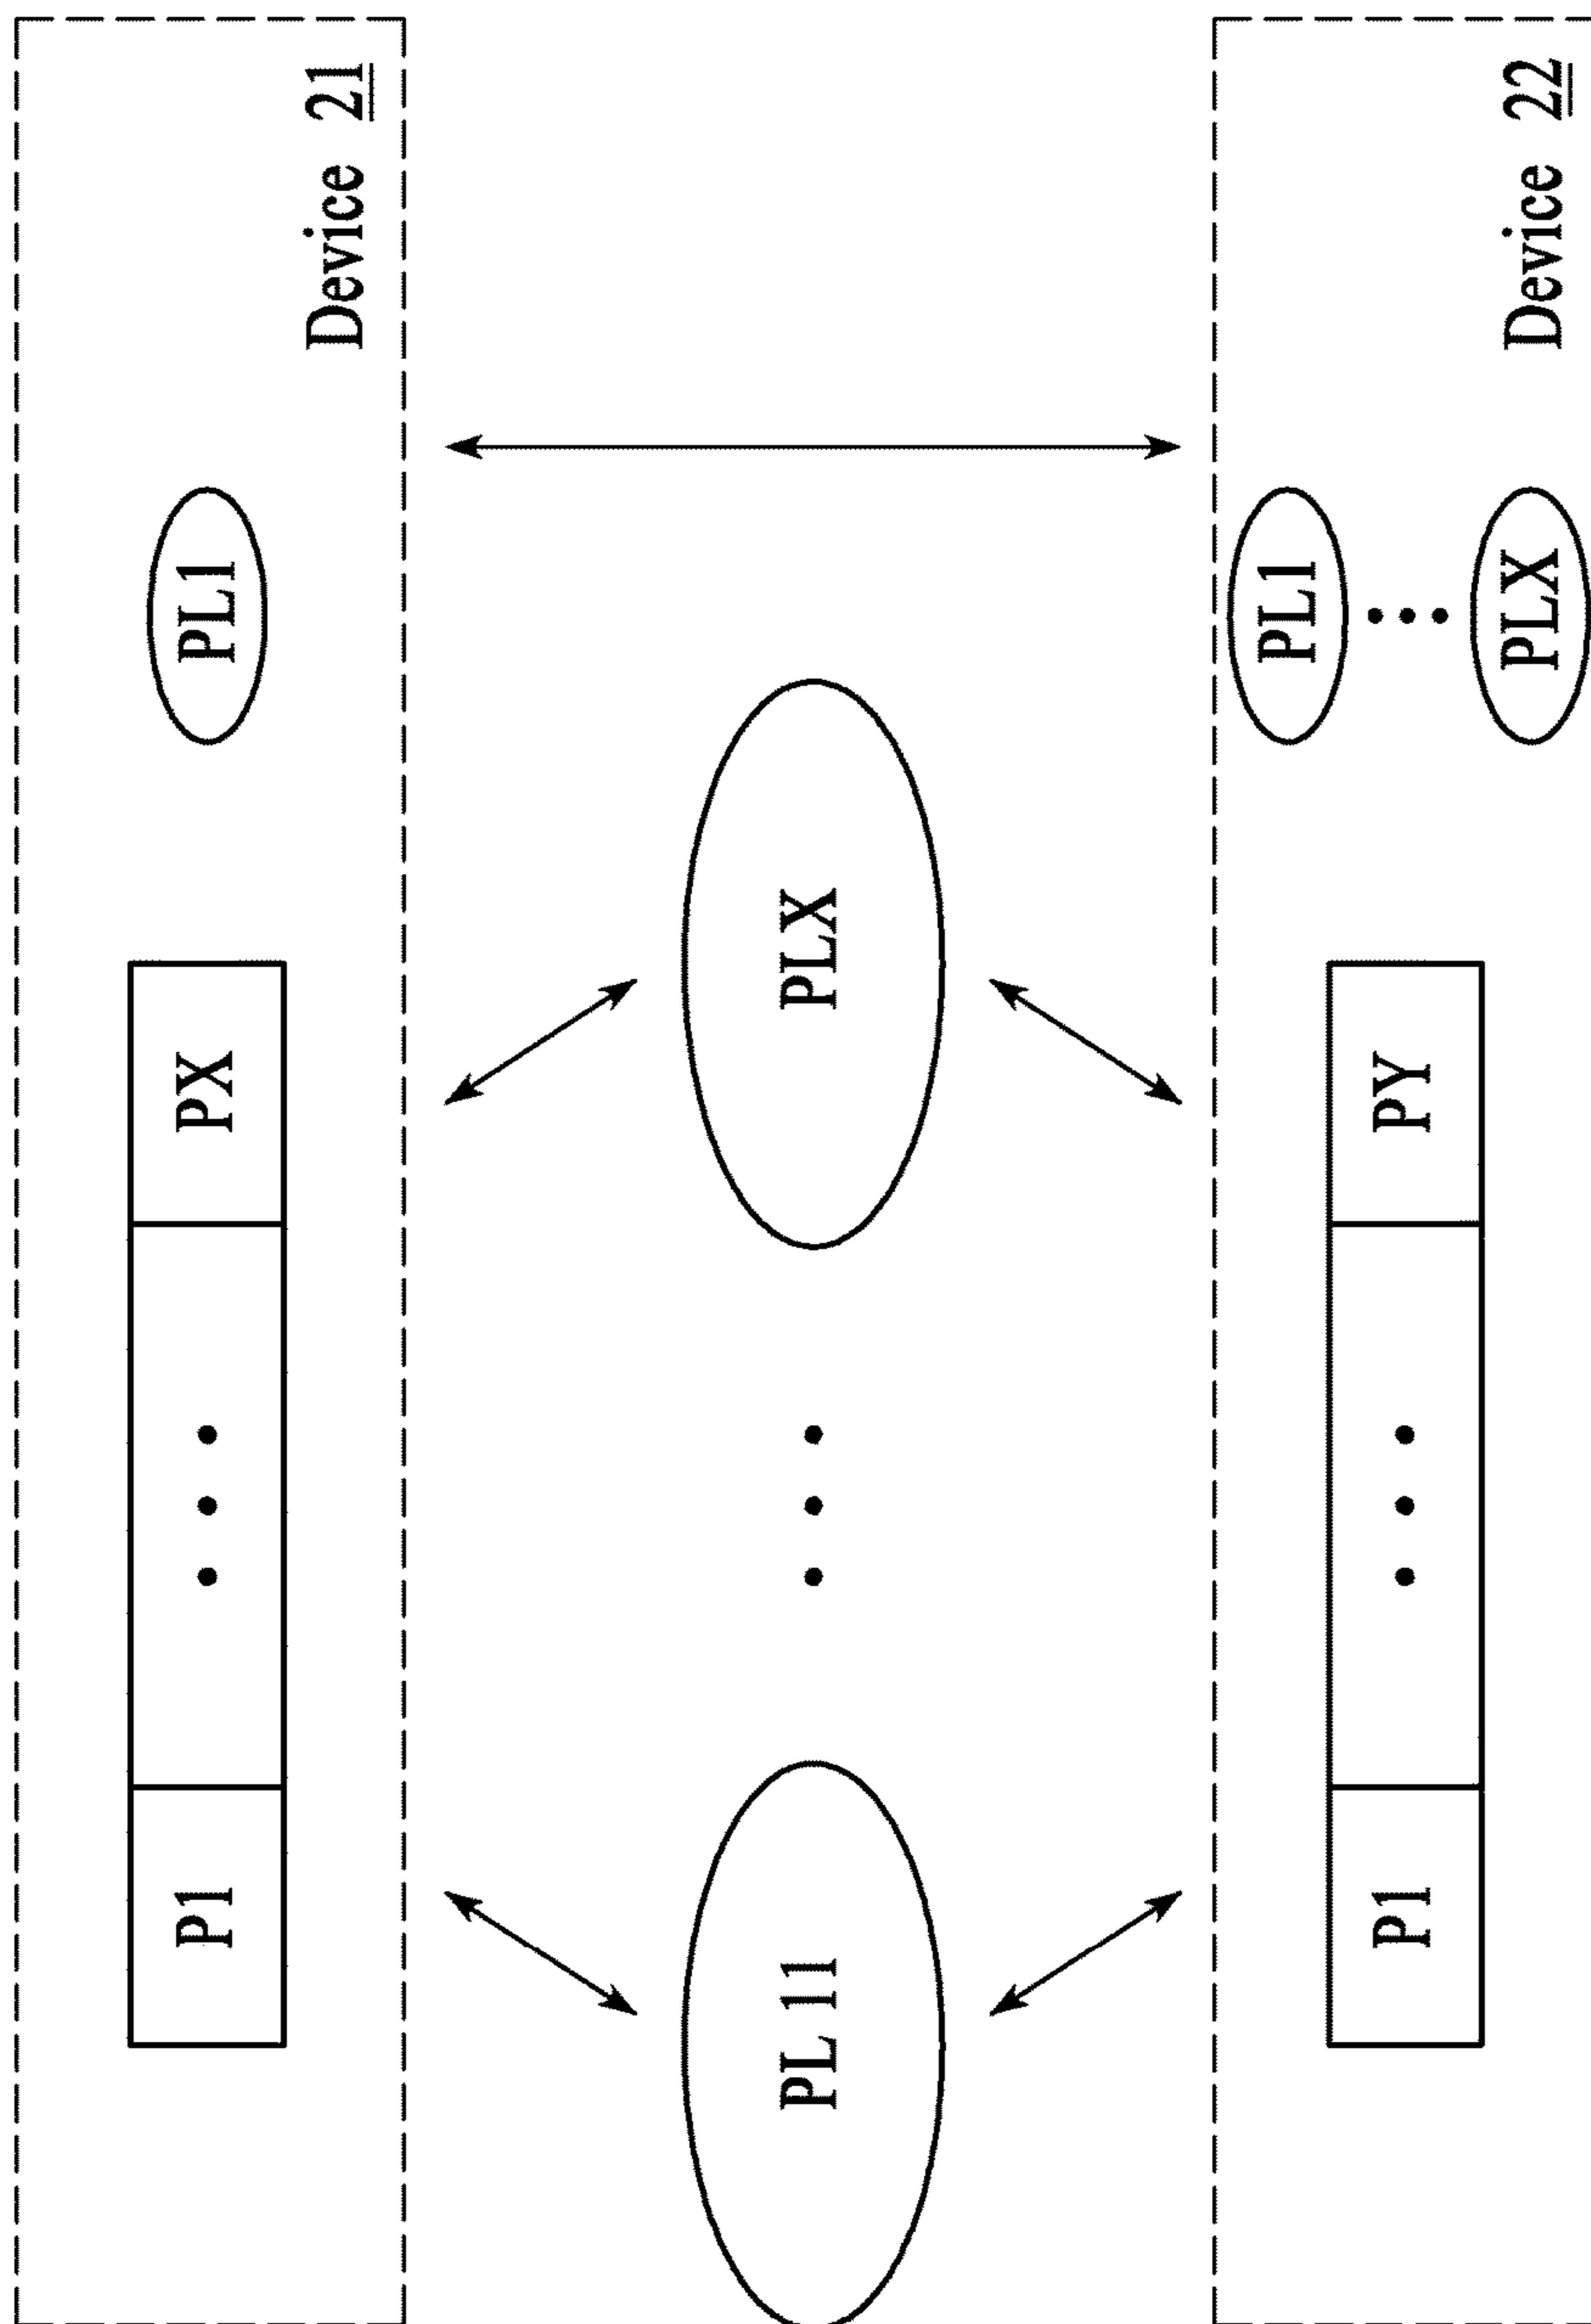 P1 ... PX
PL1
Device 21
PL 11 ... PLX
P1 ... PY
PL1
...
PLX
Device 22